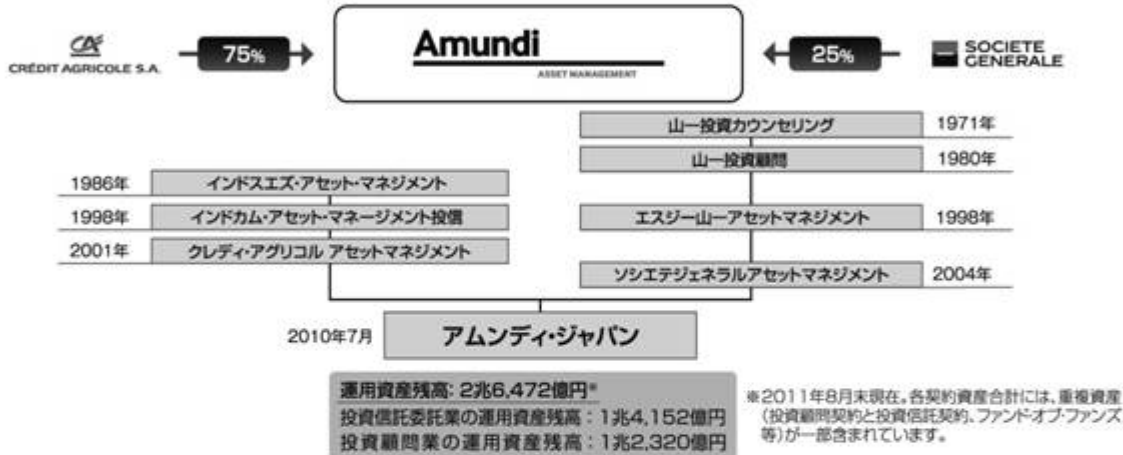 CA
CRÉDIT AGRICOLE S.A.
75%
Amundi
ASSET MANAGEMENT
25%
SOCIETE
GENERALE
山一投資カウンセリング 1971年
山一投資顧問 1980年
1986年 インドスエズ・アセット・マネジメント
1998年 インドカム・アセット・マネージメント投信
エスジー山一アセットマネジメント 1998年
2001年 クレディ・アグリコル アセットマネジメント
ソシエテジェネラルアセットマネジメント 2004年
2010年7月 アムンディ・ジャパン
運用資産残高: 2兆6,472億円※
投資信託委託業の運用資産残高：1兆4,152億円
投資顧問業の運用資産残高：1兆2,320億円
※2011年8月末現在。各契約資産合計には、重複資産
（投資顧問契約と投資信託契約、ファンド・オブ・ファンズ
等）が一部含まれています。